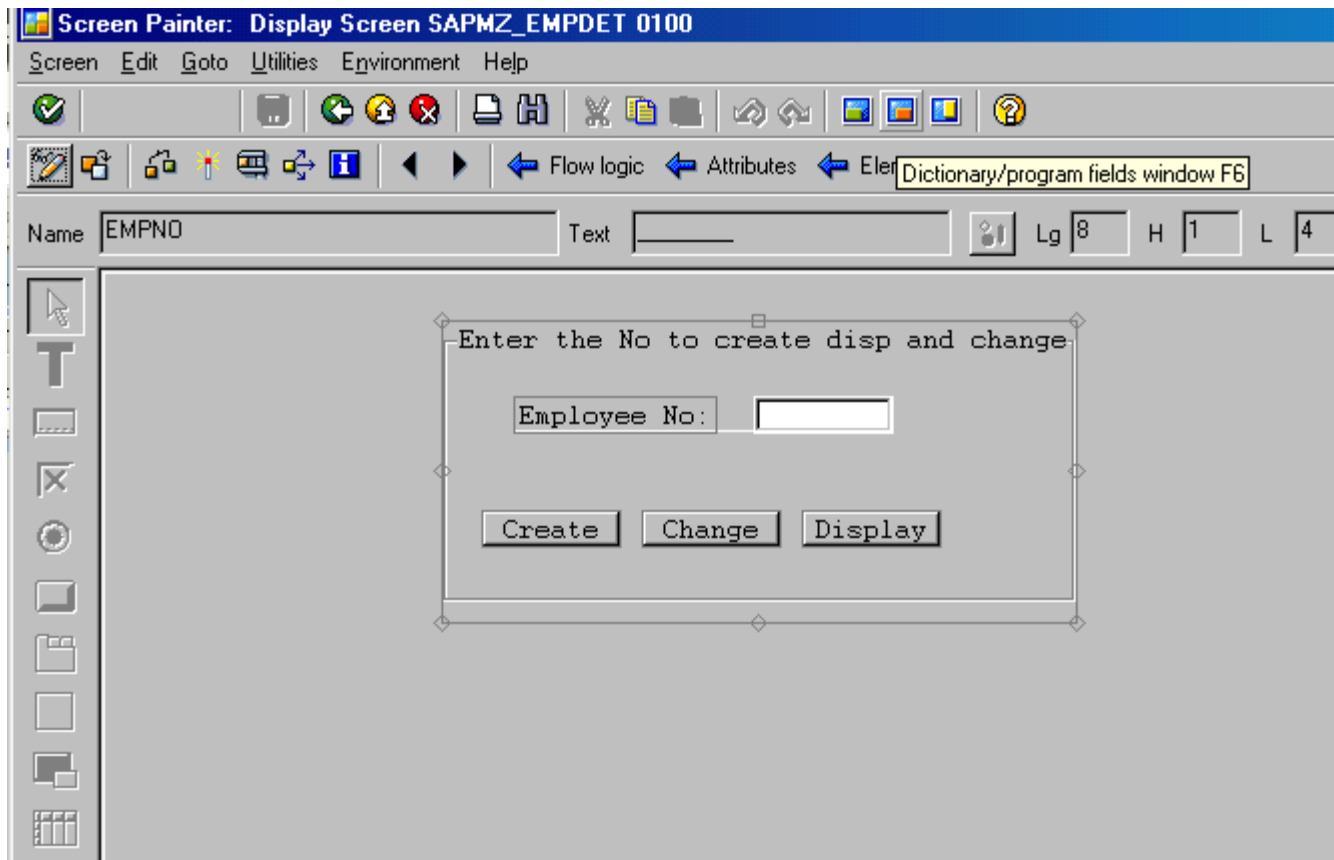 Screen Painter: Display Screen SAPMZ_EMPDET 0100
Screen Edit Goto Utilities Environment Help
Flow logic Attributes
Dictionary/program fields window F6
Name EMPNO Text ________ Lg 8 H 1 L 4
Enter the No to create disp and change
Employee No:
Create Change Display